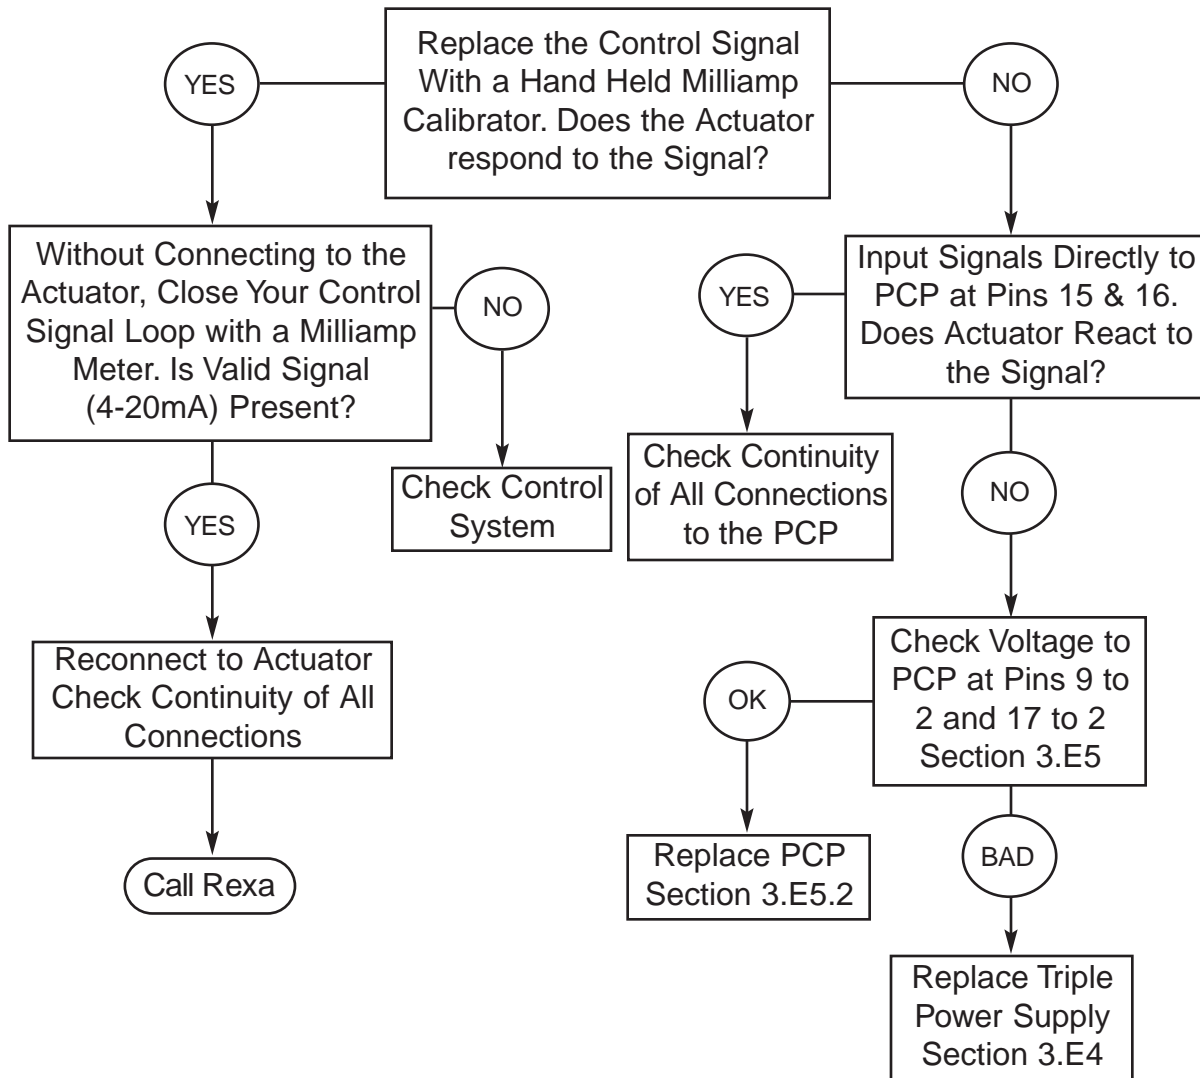 Replace the Control Signal
With a Hand Held Milliamp
Calibrator. Does the Actuator
respond to the Signal?
YES
NO
Without Connecting to the
Actuator, Close Your Control
Signal Loop with a Milliamp
Meter. Is Valid Signal
(4-20mA) Present?
NO
Check Control
System
YES
Reconnect to Actuator
Check Continuity of All
Connections
Call Rexa
Input Signals Directly to
PCP at Pins 15 & 16.
Does Actuator React to
the Signal?
YES
Check Continuity
of All Connections
to the PCP
NO
Check Voltage to
PCP at Pins 9 to
2 and 17 to 2
Section 3.E5
OK
Replace PCP
Section 3.E5.2
BAD
Replace Triple
Power Supply
Section 3.E4